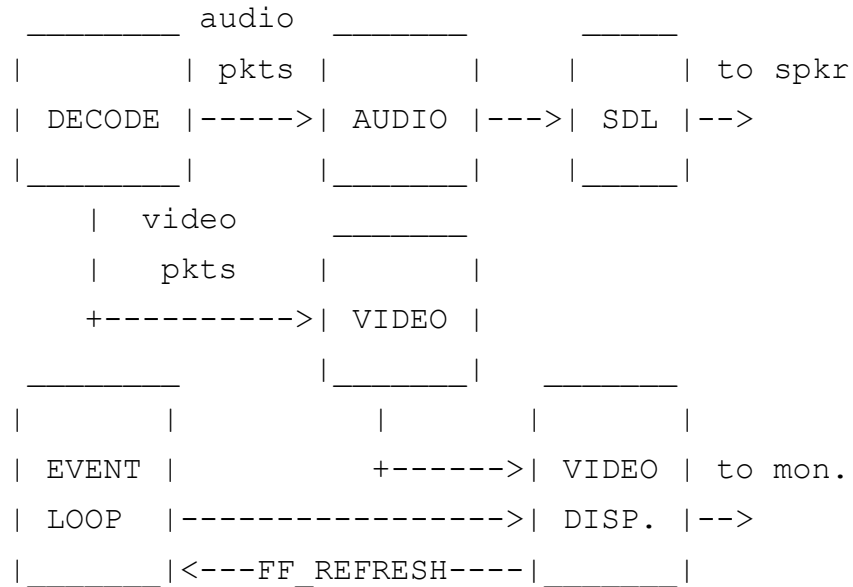 audio
pkts to spkr
DECODE AUDIO SDL
video
pkts
VIDEO
EVENT VIDEO to mon.
LOOP DISP.
FF_REFRESH